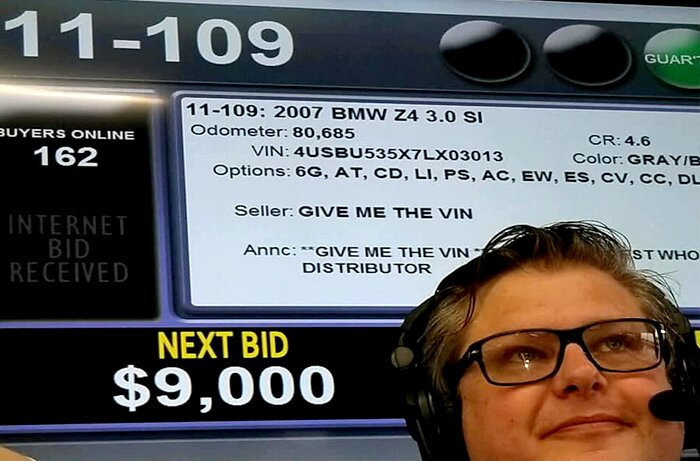 11-109
GUAR'T
BUYERS ONLINE
162
INTERNET
BID
RECEIVED
11-109: 2007 BMW Z4 3.0 SI
Odometer: 80,685
CR: 4.6
VIN: 4USBU535X7LX03013
Color: GRAY/B
Options: 6G, AT, CD, LI, PS, AC, EW, ES, CV, CC, DL
Seller: GIVE ME THE VIN
Annc: **GIVE ME THE VIN ST WHO
DISTRIBUTOR
NEXT BID
$9,000